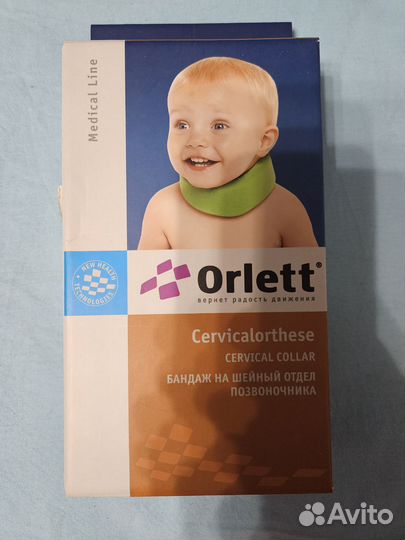 Medical Line
NEW HEALTH
TECHNOLOGIES
Orlett®
вернет радость движения
Cervicalorthese
CERVICAL COLLAR
БАНДАЖ НА ШЕЙНЫЙ ОТДЕЛ
ПОЗВОНОЧНИКА
Avito